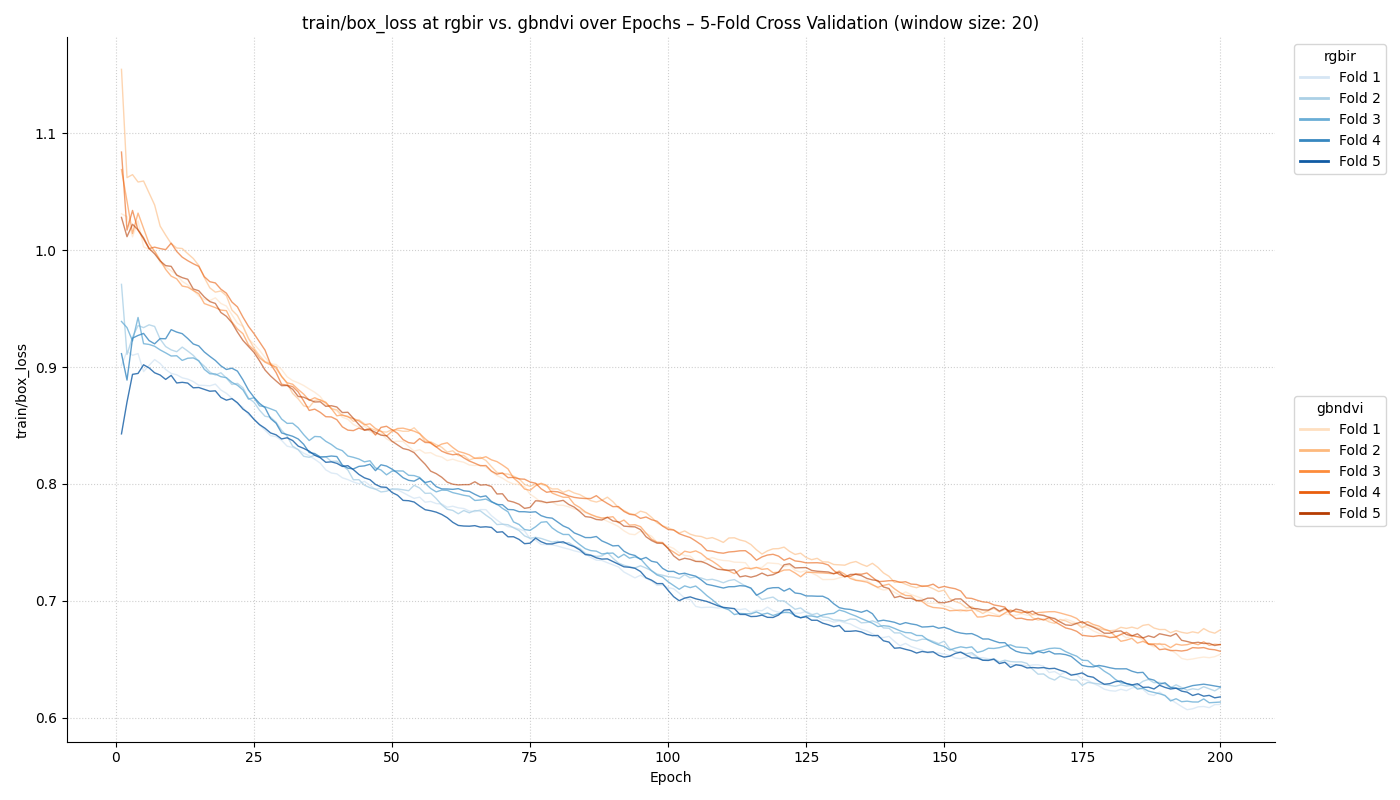 train/box_loss at rgbir vs. gbndvi over Epochs – 5-Fold Cross Validation (window size: 20)
rgbir
Fold 1
Fold 2
Fold 3
Fold 4
Fold 5
gbndvi
Fold 1
Fold 2
Fold 3
Fold 4
Fold 5
train/box_loss
1.1
1.0
0.9
0.8
0.7
0.6
0 25 50 75 100 125 150 175 200
Epoch